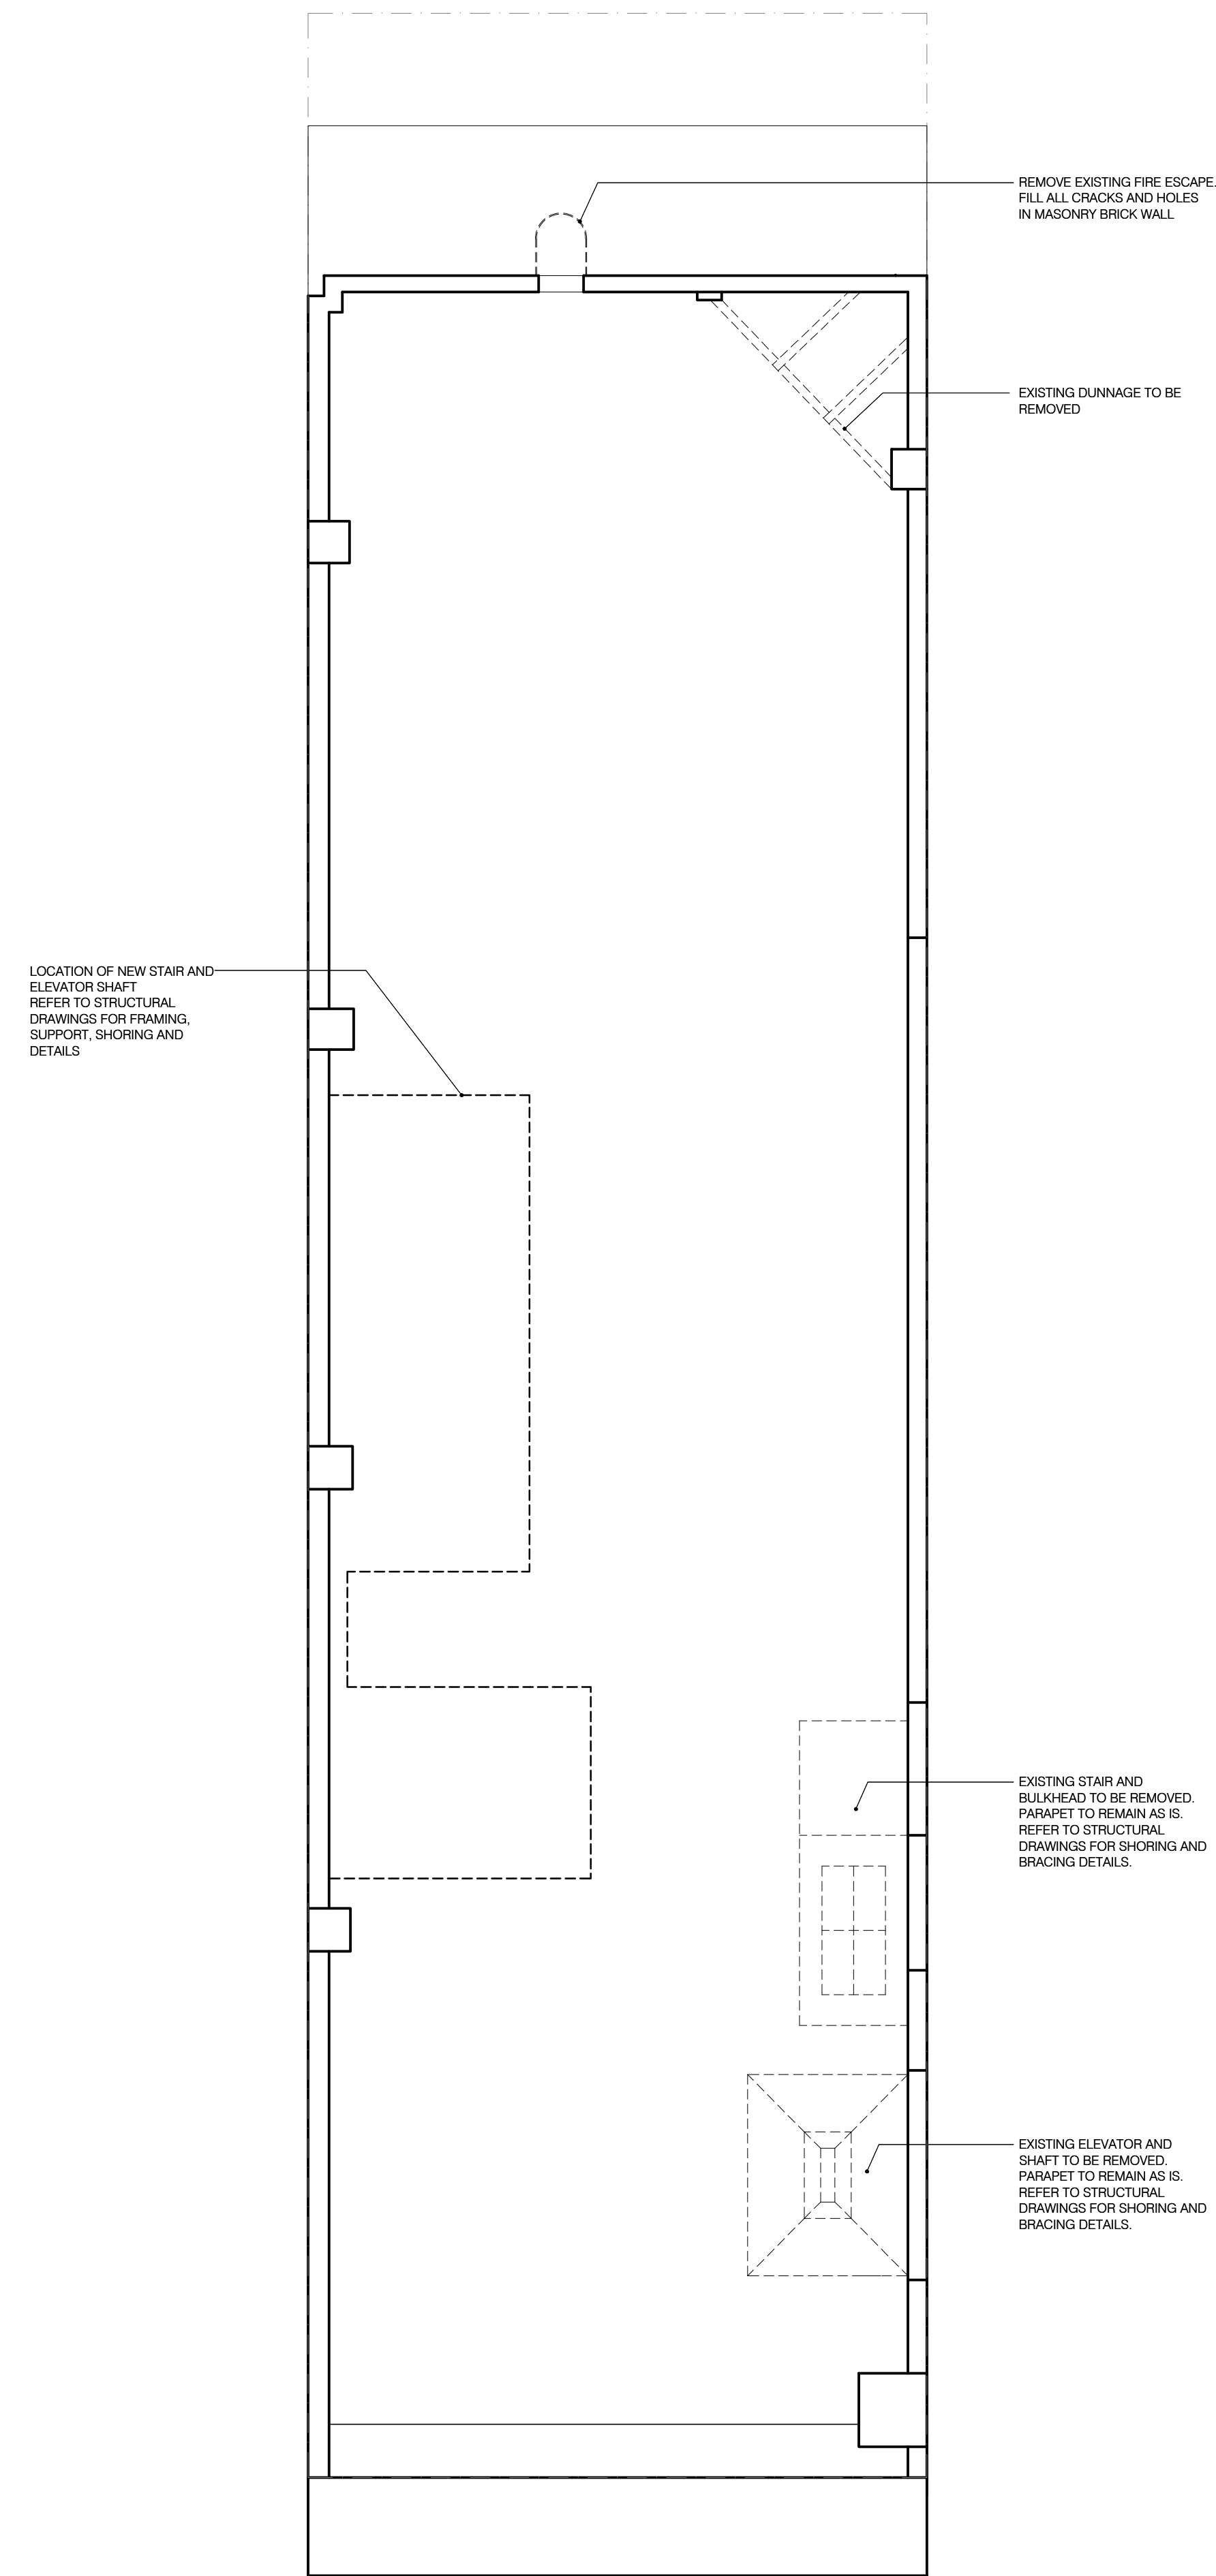 REMOVE EXISTING FIRE ESCAPE.
FILL ALL CRACKS AND HOLES
IN MASONRY BRICK WALL
EXISTING DUNNAGE TO BE
REMOVED
LOCATION OF NEW STAIR AND
ELEVATOR SHAFT
REFER TO STRUCTURAL
DRAWINGS FOR FRAMING,
SUPPORT, SHORING AND
DETAILS
EXISTING STAIR AND
BULKHEAD TO BE REMOVED.
PARAPET TO REMAIN AS IS.
REFER TO STRUCTURAL
DRAWINGS FOR SHORING AND
BRACING DETAILS.
EXISTING ELEVATOR AND
SHAFT TO BE REMOVED.
PARAPET TO REMAIN AS IS.
REFER TO STRUCTURAL
DRAWINGS FOR SHORING AND
BRACING DETAILS.